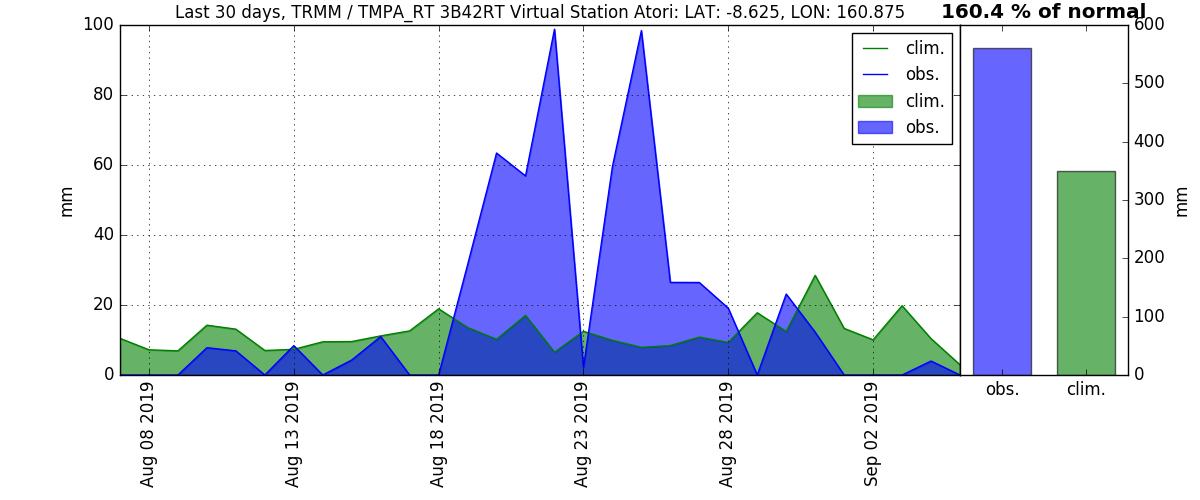 Last 30 days, TRMM / TMPA_RT 3B42RT Virtual Station Atori: LAT: -8.625, LON: 160.875
160.4 % of normal
100
80
60
40
20
0
mm
clim.
obs.
clim.
obs.
Aug 08 2019
Aug 13 2019
Aug 18 2019
Aug 23 2019
Aug 28 2019
Sep 02 2019
600
500
400
300
200
100
0
mm
obs.
clim.